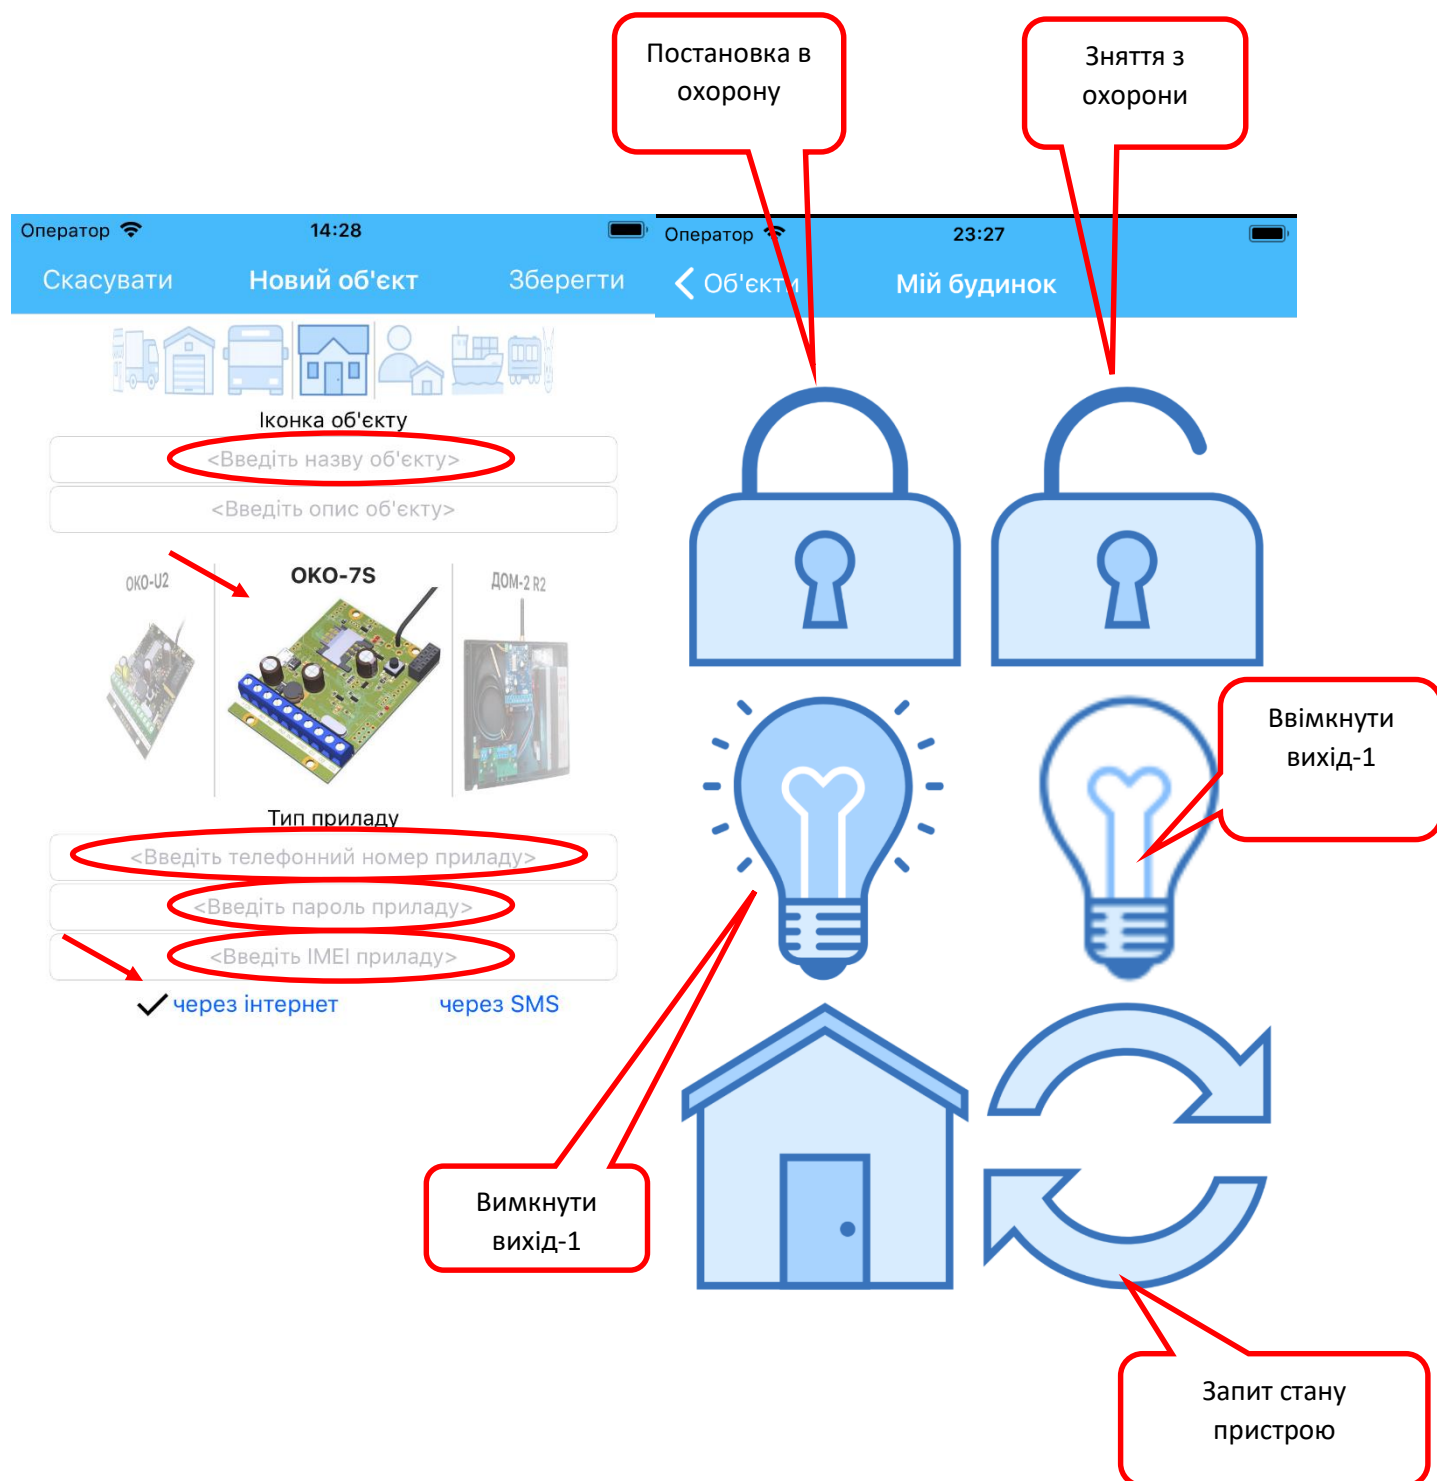 Постановка в
охорону
Зняття з
охорони
Оператор
14:28
Скасувати
Новий об'єкт
Зберегти
Іконка об'єкту
<Введіть назву об'єкту>
<Введіть опис об'єкту>
ОКО-U2
ОКО-7S
ДОМ-2 R2
Тип приладу
<Введіть телефонний номер приладу>
<Введіть пароль приладу>
<Введіть IMEI приладу>
через інтернет
через SMS
Оператор
23:27
Об'єкти
Мій будинок
Ввімкнути
вихід-1
Вимкнути
вихід-1
Запит стану
пристрою